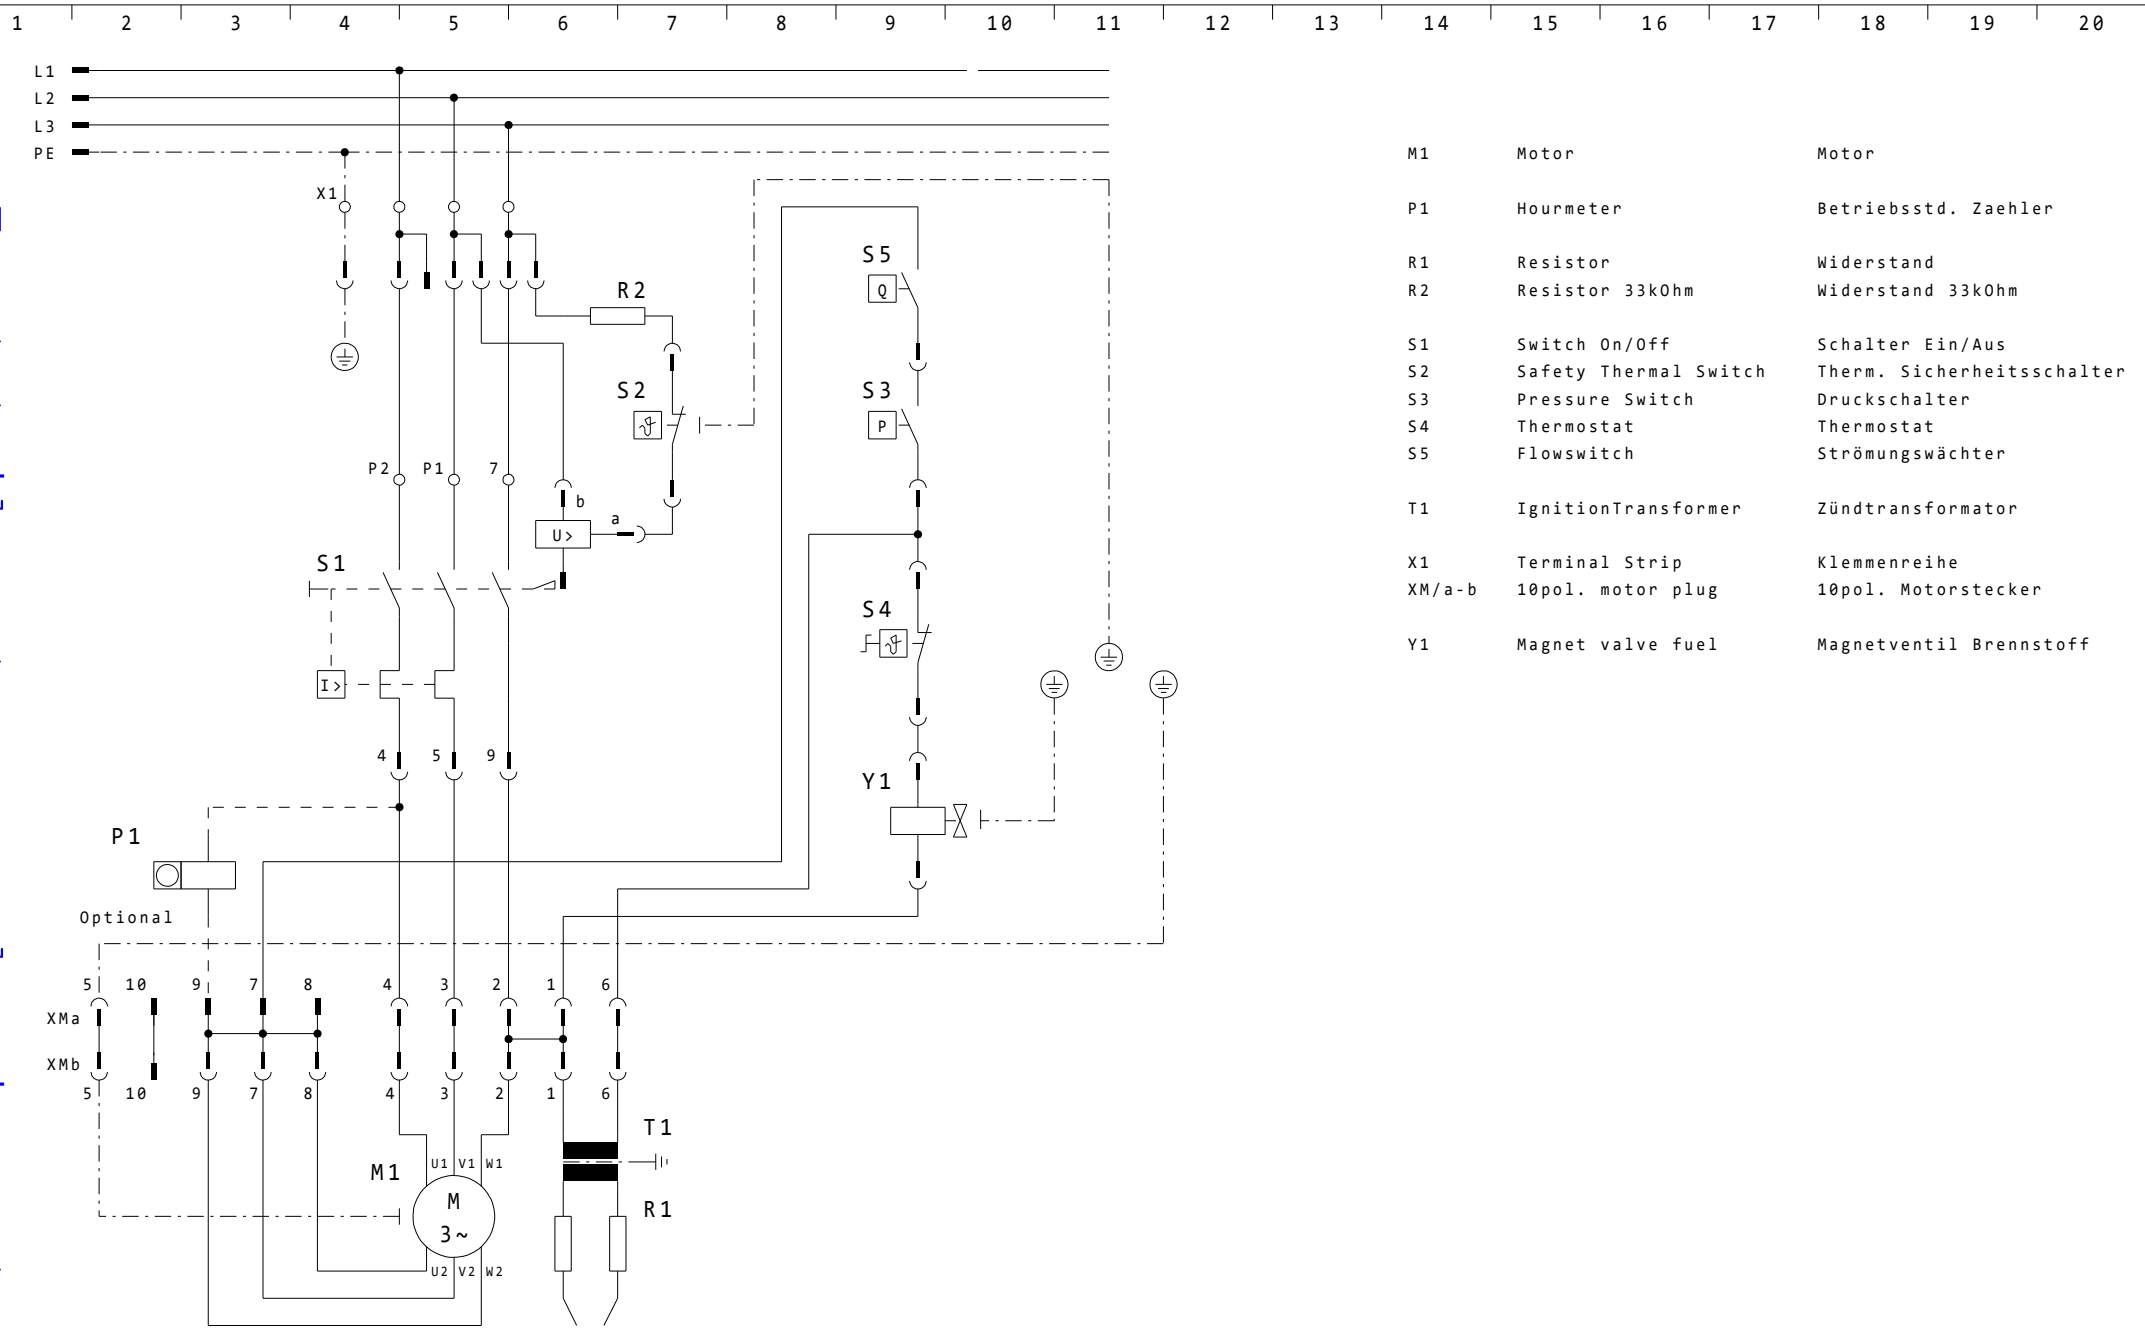 1 2 3 4 5 6 7 8 9 10 11 12 13 14 15 16 17 18 19 20
L1
L2
L3
PE
M1 Motor Motor
X1
P1 Hourmeter Betriebsstd. Zaehler
S5
R1 Resistor Widerstand
Q
R2
R2 Resistor 33kOhm Widerstand 33kOhm
S1 Switch On/Off Schalter Ein/Aus
S2 Safety Thermal Switch Therm. Sicherheitsschalter
S2
S3
S3 Pressure Switch Druckschalter
ϑ
P
S4 Thermostat Thermostat
S5 Flowswitch Strömungswächter
P2 P1 7
b
T1 IgnitionTransformer Zündtransformator
a
U>
S1
X1 Terminal Strip Klemmenreihe
XM/a-b 10pol. motor plug 10pol. Motorstecker
S4
ϑ
Y1 Magnet valve fuel Magnetventil Brennstoff
I>
4 5 9
Y1
P1
Optional
5 10 9 7 8 4 3 2 1 6
XMa
XMb
5 10 9 7 8 4 3 2 1 6
T1
U1 V1 W1
M1
M
3~
R1
U2 V2 W2